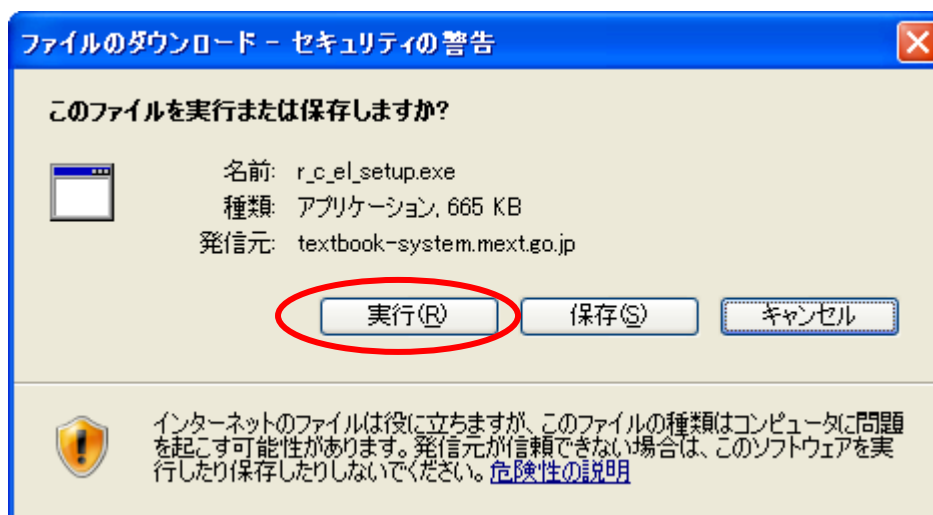 ファイルのダウンロード - セキュリティの警告
このファイルを実行または保存しますか?
名前: r_c_el_setup.exe
種類: アプリケーション, 665 KB
発信元: textbook-system.mext.go.jp
実行(R) 保存(S) キャンセル
インターネットのファイルは役に立ちますが、このファイルの種類はコンピュータに問題
を起こす可能性があります。発信元が信頼できない場合は、このソフトウェアを実
行したり保存したりしないでください。危険性の説明